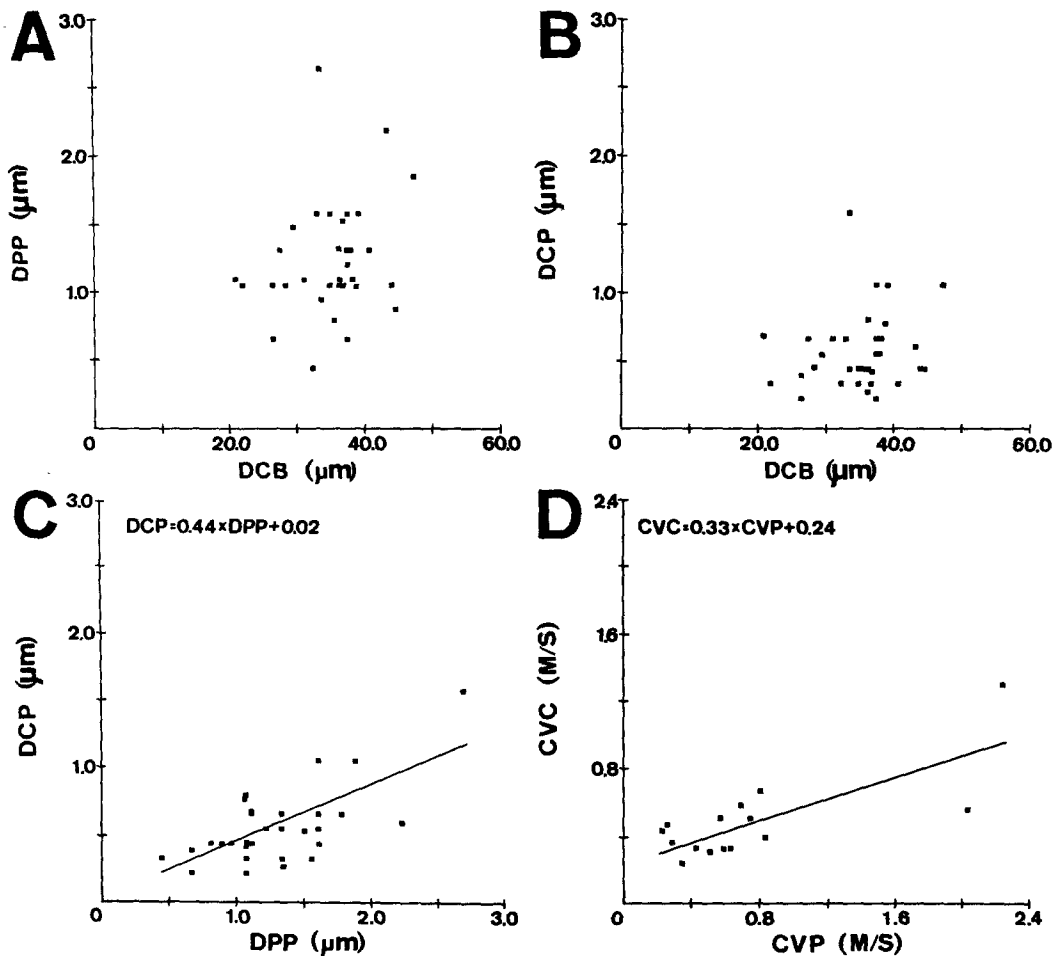 A
3.0
2.0
1.0
0
20.0
40.0
60.0
DPP (µm)
DCB (µm)
B
3.0
2.0
1.0
0
20.0
40.0
60.0
DCP (µm)
DCB (µm)
C
3.0
2.0
1.0
0
1.0
2.0
3.0
DCP=0.44×DPP+0.02
DCP (µm)
DPP (µm)
D
2.4
1.6
0.8
0
0.8
1.6
2.4
CVC=0.33×CVP+0.24
CVC (M/S)
CVP (M/S)